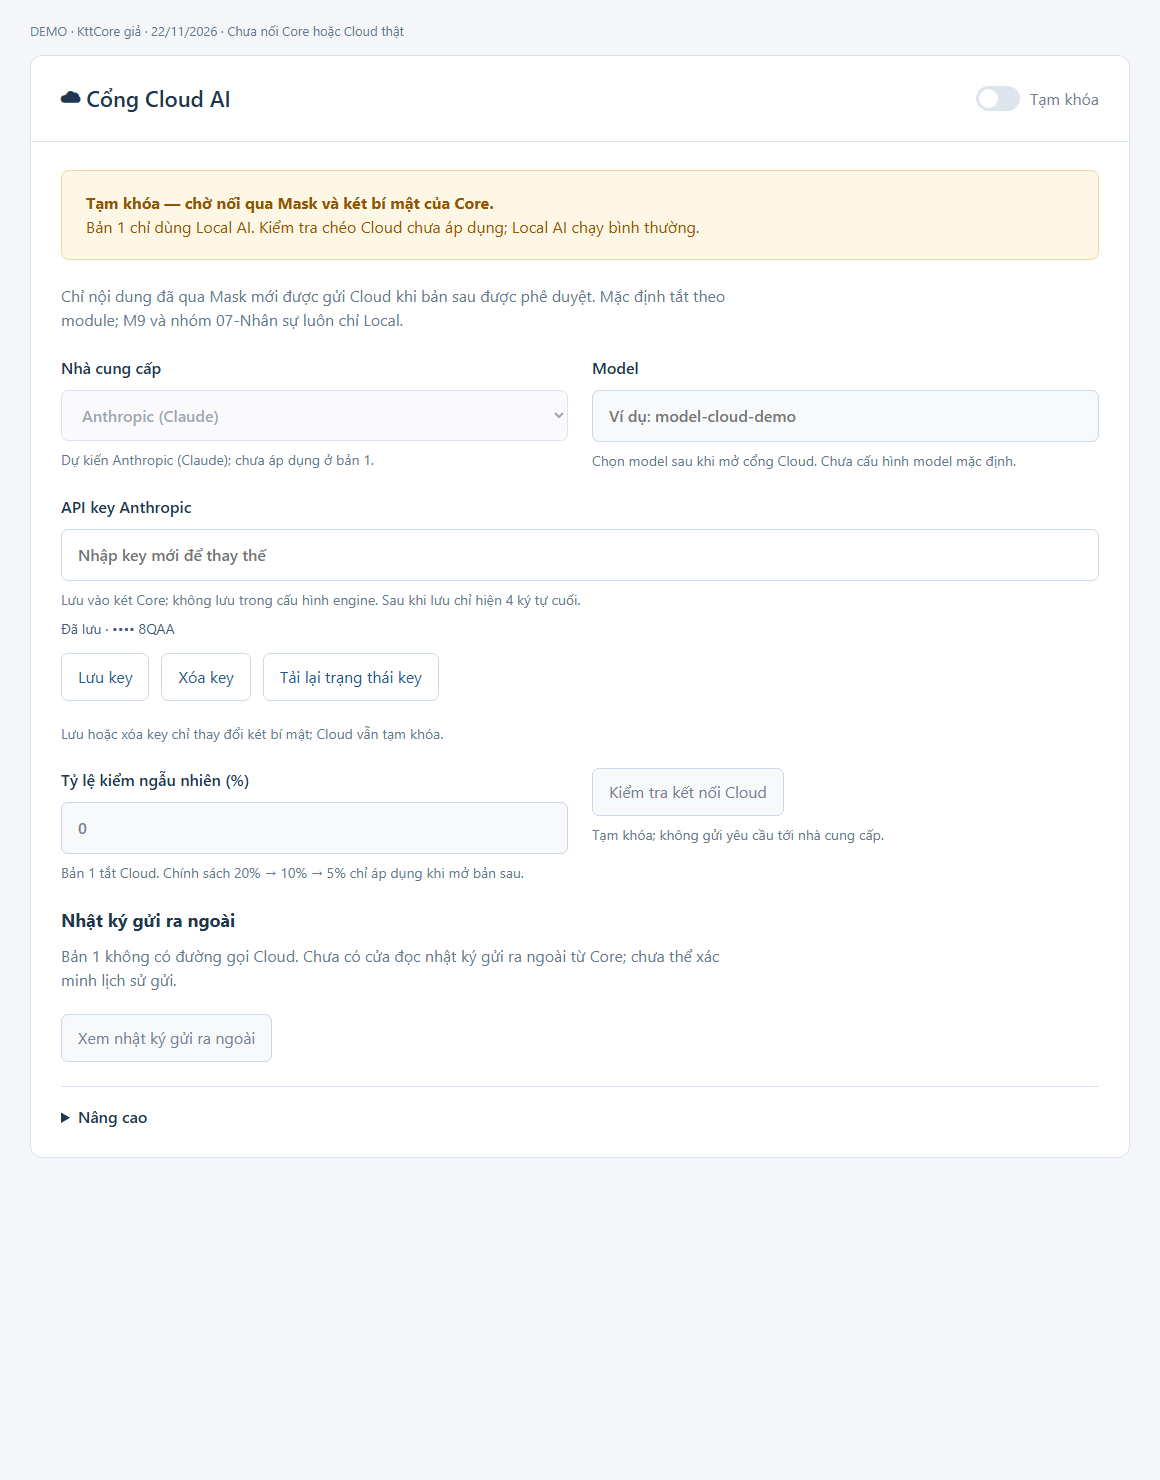 DEMO · KttCore giả · 22/11/2026 · Chưa nối Core hoặc Cloud thật
Cổng Cloud AI
Tạm khóa
Tạm khóa — chờ nối qua Mask và két bí mật của Core.
Bản 1 chỉ dùng Local AI. Kiểm tra chéo Cloud chưa áp dụng; Local AI chạy bình thường.
Chỉ nội dung đã qua Mask mới được gửi Cloud khi bản sau được phê duyệt. Mặc định tắt theo
module; M9 và nhóm 07-Nhân sự luôn chỉ Local.
Nhà cung cấp
Anthropic (Claude)
Dự kiến Anthropic (Claude); chưa áp dụng ở bản 1.
Model
Ví dụ: model-cloud-demo
Chọn model sau khi mở cổng Cloud. Chưa cấu hình model mặc định.
API key Anthropic
Nhập key mới để thay thế
Lưu vào két Core; không lưu trong cấu hình engine. Sau khi lưu chỉ hiện 4 ký tự cuối.
Đã lưu · •••• 8QAA
Lưu key
Xóa key
Tải lại trạng thái key
Lưu hoặc xóa key chỉ thay đổi két bí mật; Cloud vẫn tạm khóa.
Tỷ lệ kiểm ngẫu nhiên (%)
0
Bản 1 tắt Cloud. Chính sách 20% → 10% → 5% chỉ áp dụng khi mở bản sau.
Kiểm tra kết nối Cloud
Tạm khóa; không gửi yêu cầu tới nhà cung cấp.
Nhật ký gửi ra ngoài
Bản 1 không có đường gọi Cloud. Chưa có cửa đọc nhật ký gửi ra ngoài từ Core; chưa thể xác
minh lịch sử gửi.
Xem nhật ký gửi ra ngoài
Nâng cao